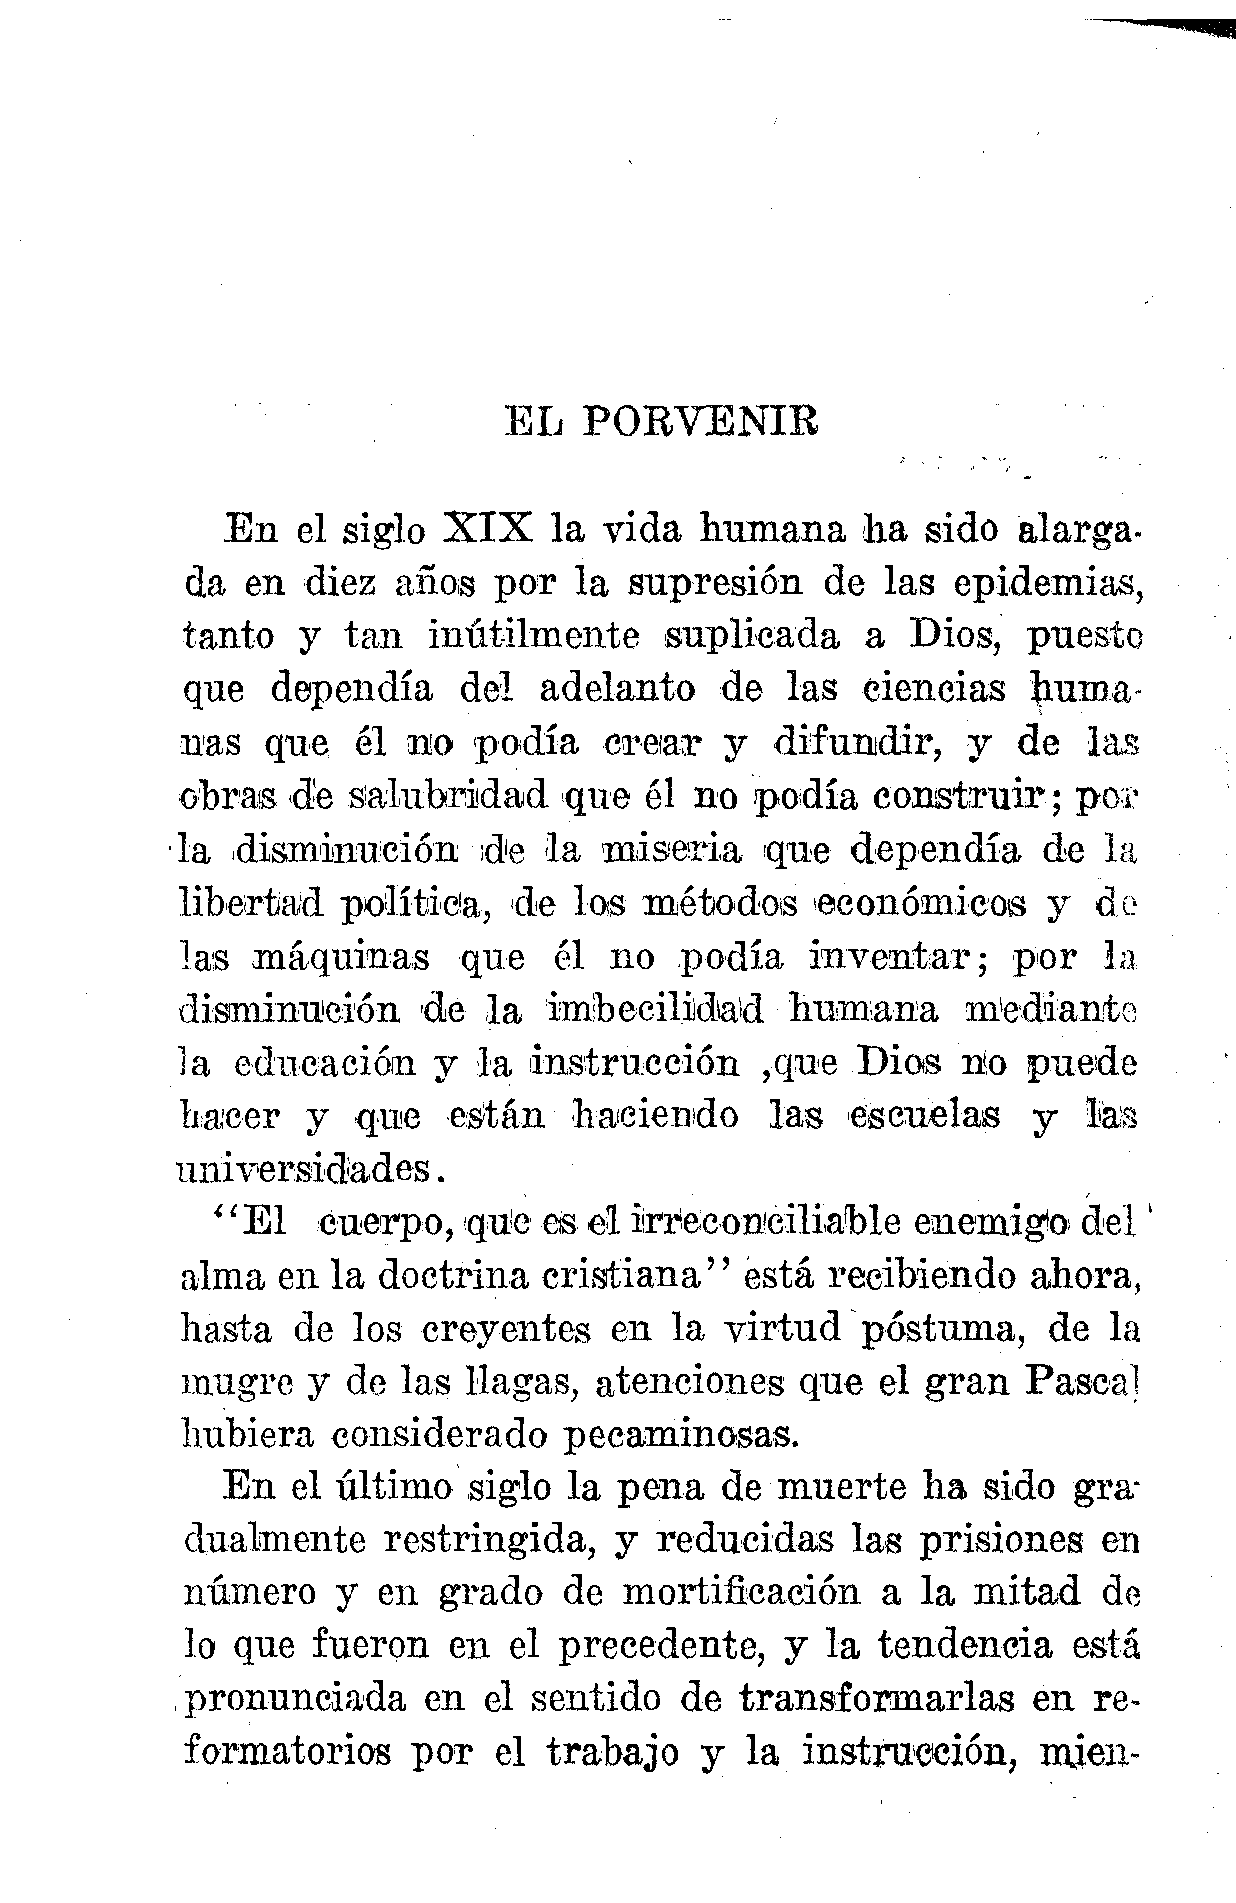 EL PORVENIR
En el siglo XIX la vida humana ha sido alarga-
da en diez años por la supresión de las epidemias,
tanto y tan inútilmente suplicada a Dios, puesto
que dependía del adelanto de las ciencias huma-
nas que él no podía crear y difundir, y de las
obras de salubridad que él no podía construir; por
la disminución de la miseria que dependía de la
libertad política, de los métodos económicos y de
las máquinas que él no podía inventar; por la
disminución de la imbecilidad humana mediante
la educación y la instrucción ,que Dios no puede
hacer y que están haciendo las escuelas y las
universidades.
"El cuerpo, que es el irreconciliable enemigo del
alma en la doctrina cristiana" está recibiendo ahora,
hasta de los creyentes en la virtud póstuma, de la
mugre y de las llagas, atenciones que el gran Pascal
hubiera considerado pecaminosas.
En el último siglo la pena de muerte ha sido gra-
dualmente restringida, y reducidas las prisiones en
número y en grado de mortificación a la mitad de
lo que fueron en el precedente, y la tendencia está
pronunciada en el sentido de transformarlas en re-
formatorios por el trabajo y la instrucción, mien-